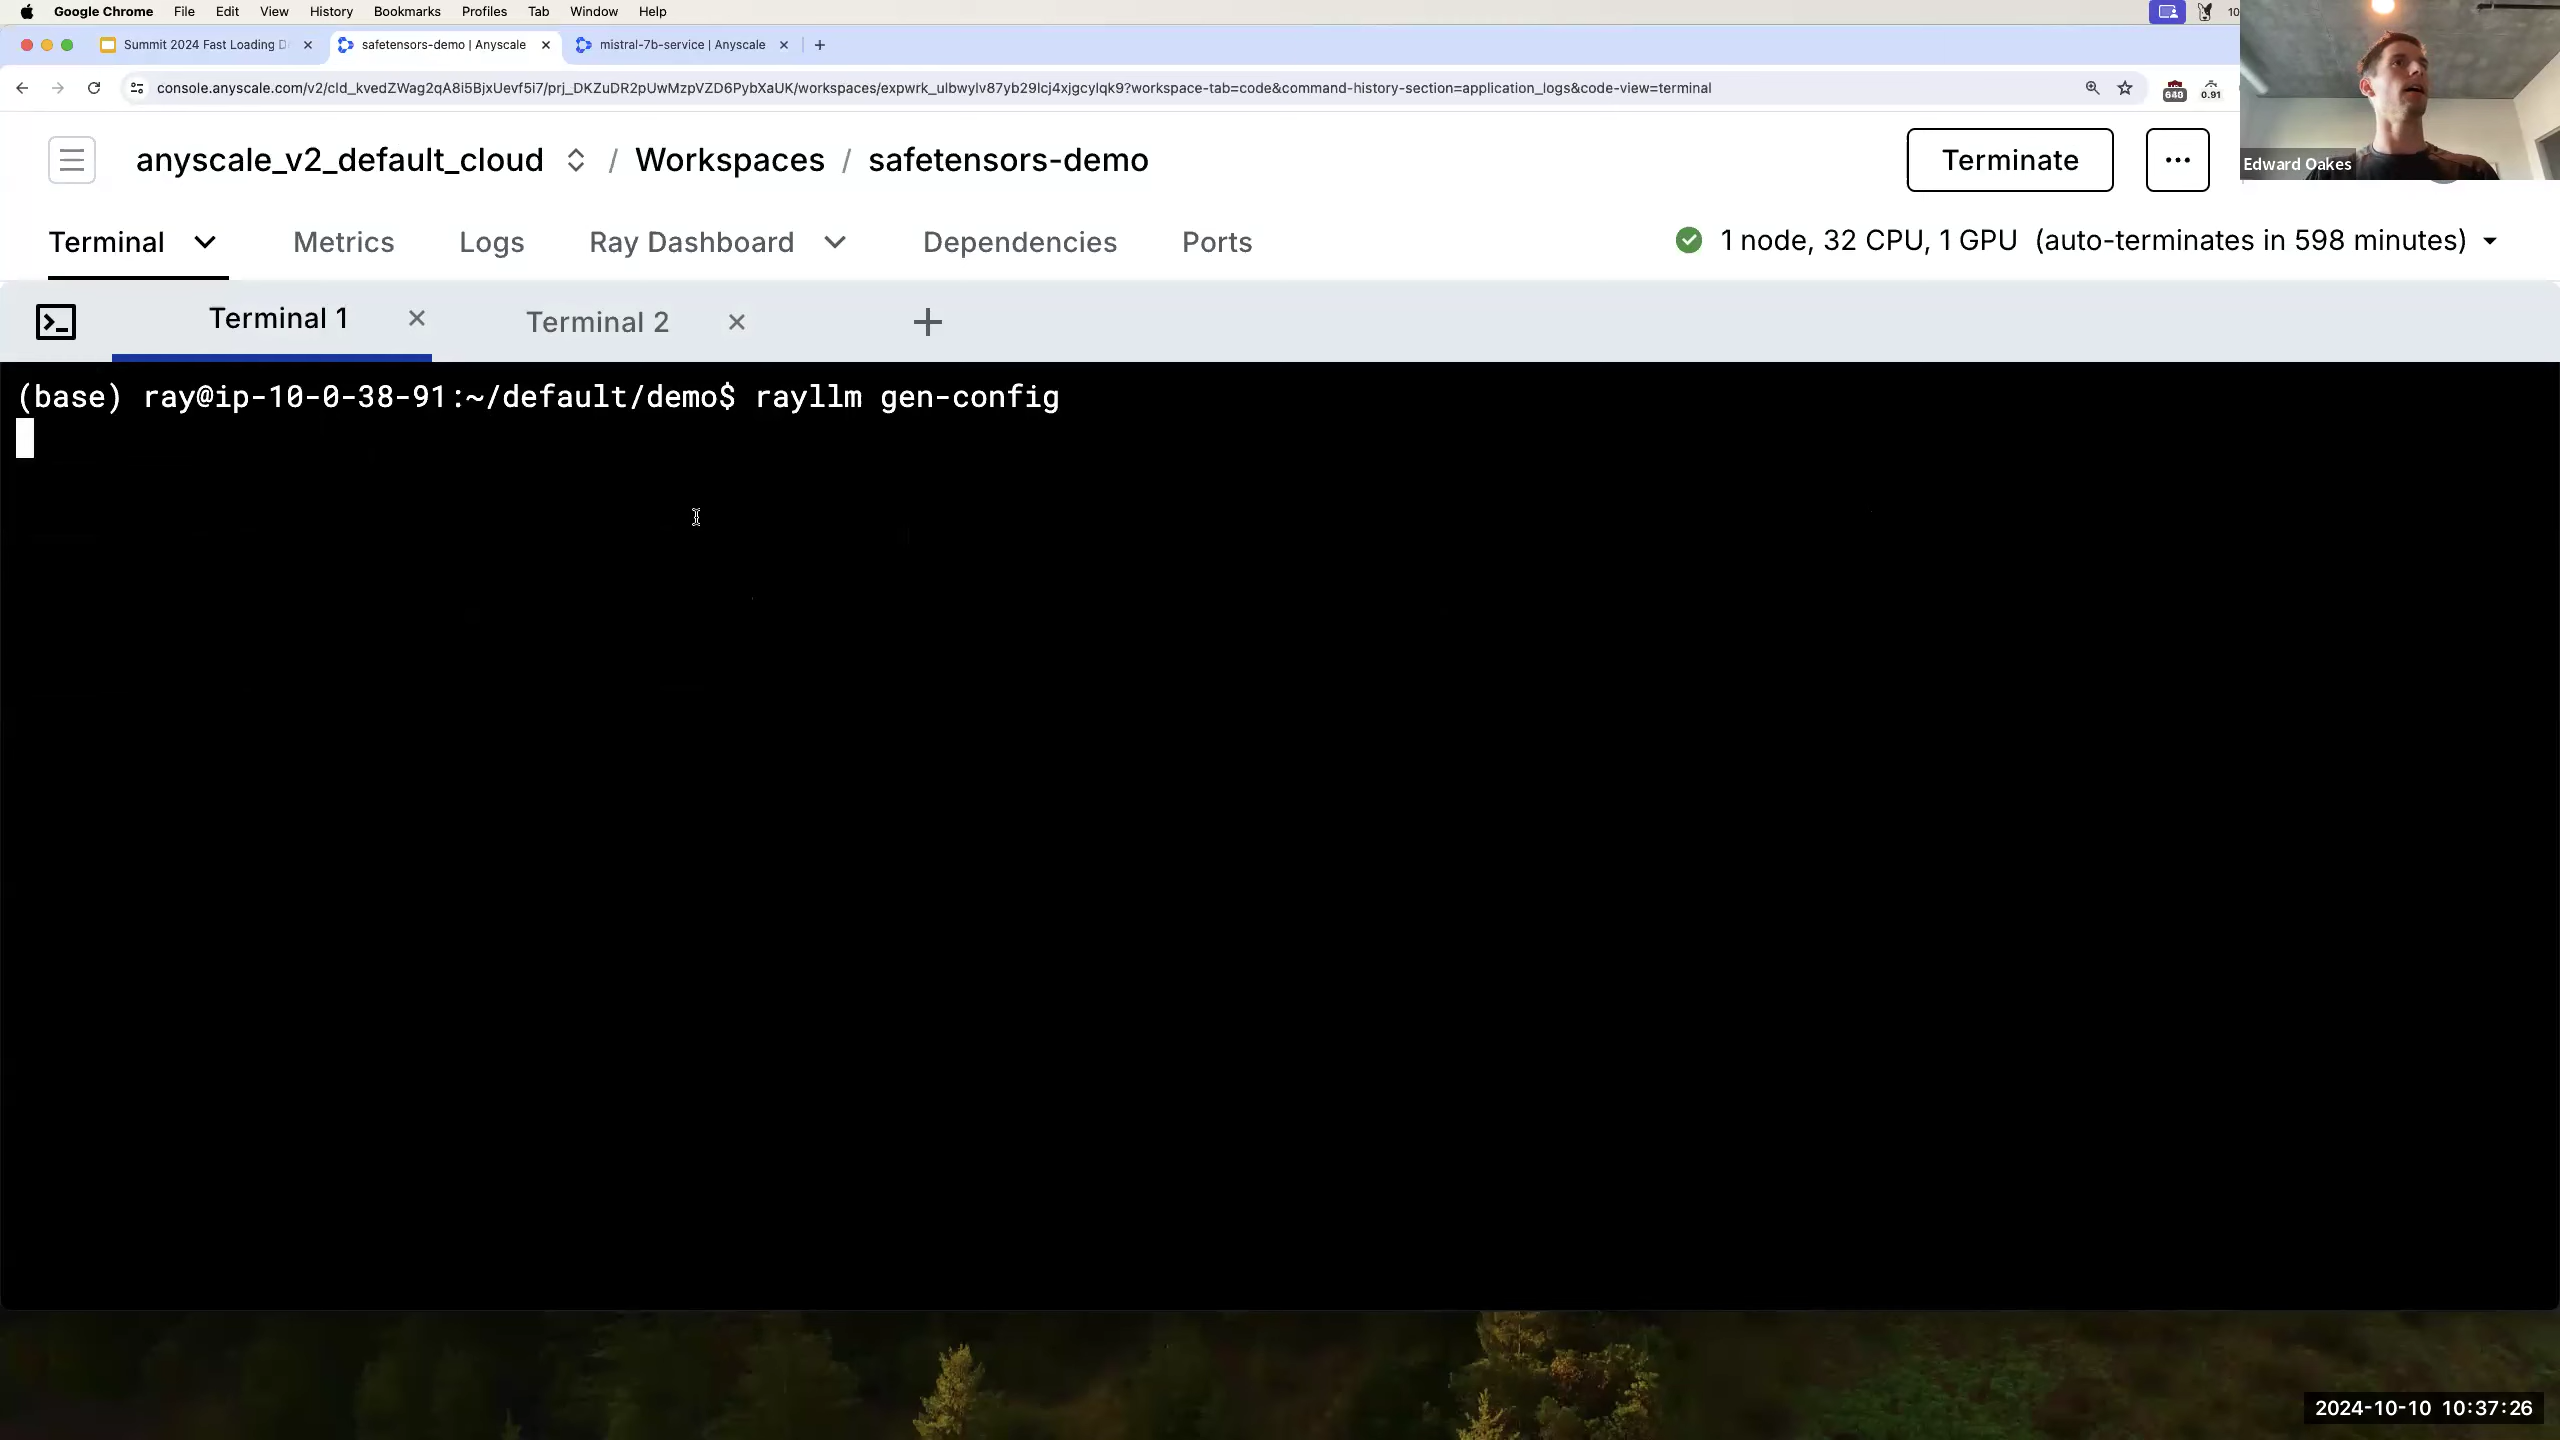 Google Chrome File Edit View History Bookmarks Profiles Tab Window Help 10
Summit 2024 Fast Loading D
safetensors-demo | Anyscale
mistral-7b-service | Anyscale
console.anyscale.com/v2/cld_kvedZWag2qA8i5BjxUevf5i7/prj_DKZuDR2pUwMzpVZD6PybXaUK/workspaces/expwrk_ulbwylv87yb29lcj4xjgcylqk9?workspace-tab=code&command-history-section=application_logs&code-view=terminal
640 0.91
anyscale_v2_default_cloud / Workspaces / safetensors-demo
Terminate
Edward Oakes
Terminal Metrics Logs Ray Dashboard Dependencies Ports
1 node, 32 CPU, 1 GPU (auto-terminates in 598 minutes)
Terminal 1 Terminal 2
(base) ray@ip-10-0-38-91:~/default/demo$ rayllm gen-config
2024-10-10 10:37:26